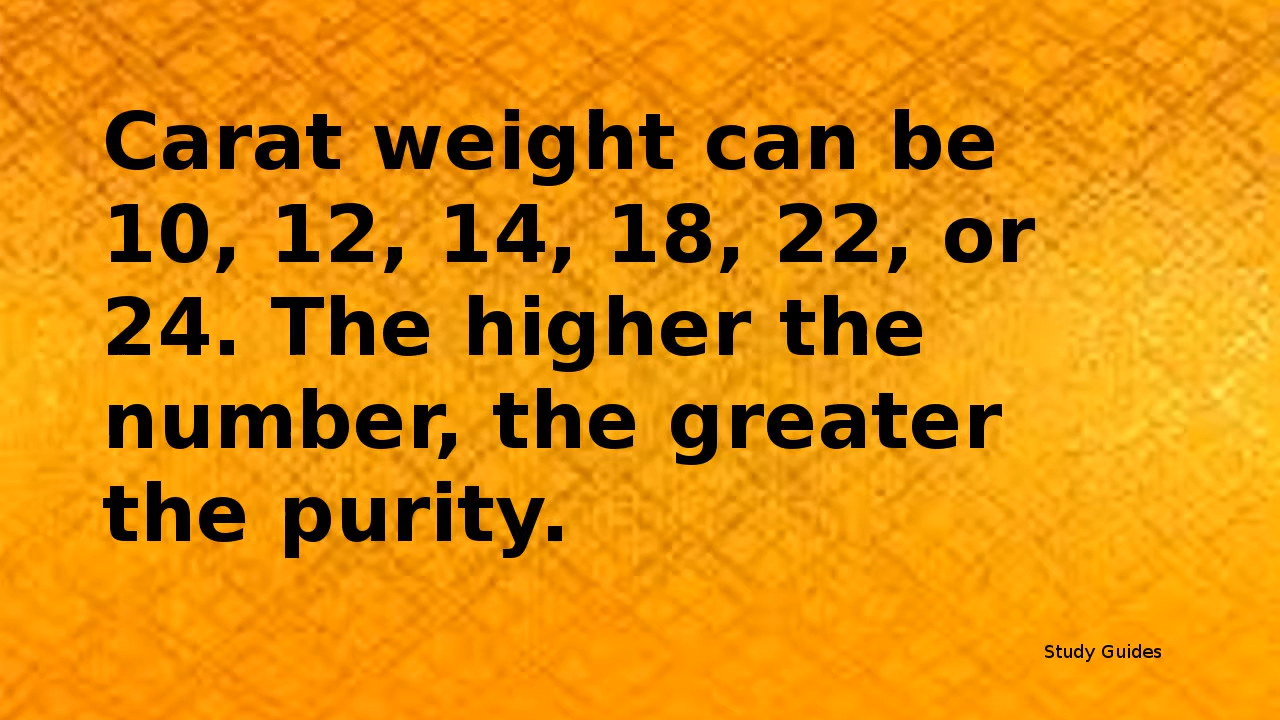 Carat weight can be
10, 12, 14, 18, 22, or
24. The higher the
number, the greater
the purity.
Study Guides